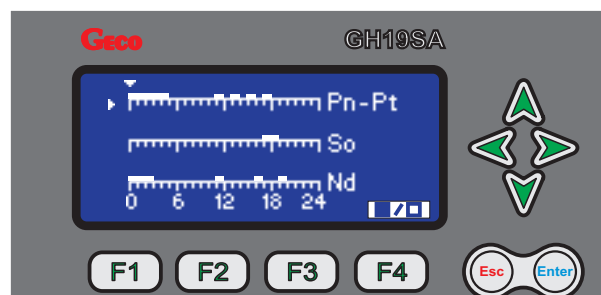 GECO GH19SA
Pn-Pt
So
Nd
0 6 12 18 24
F1 F2 F3 F4 Esc Enter